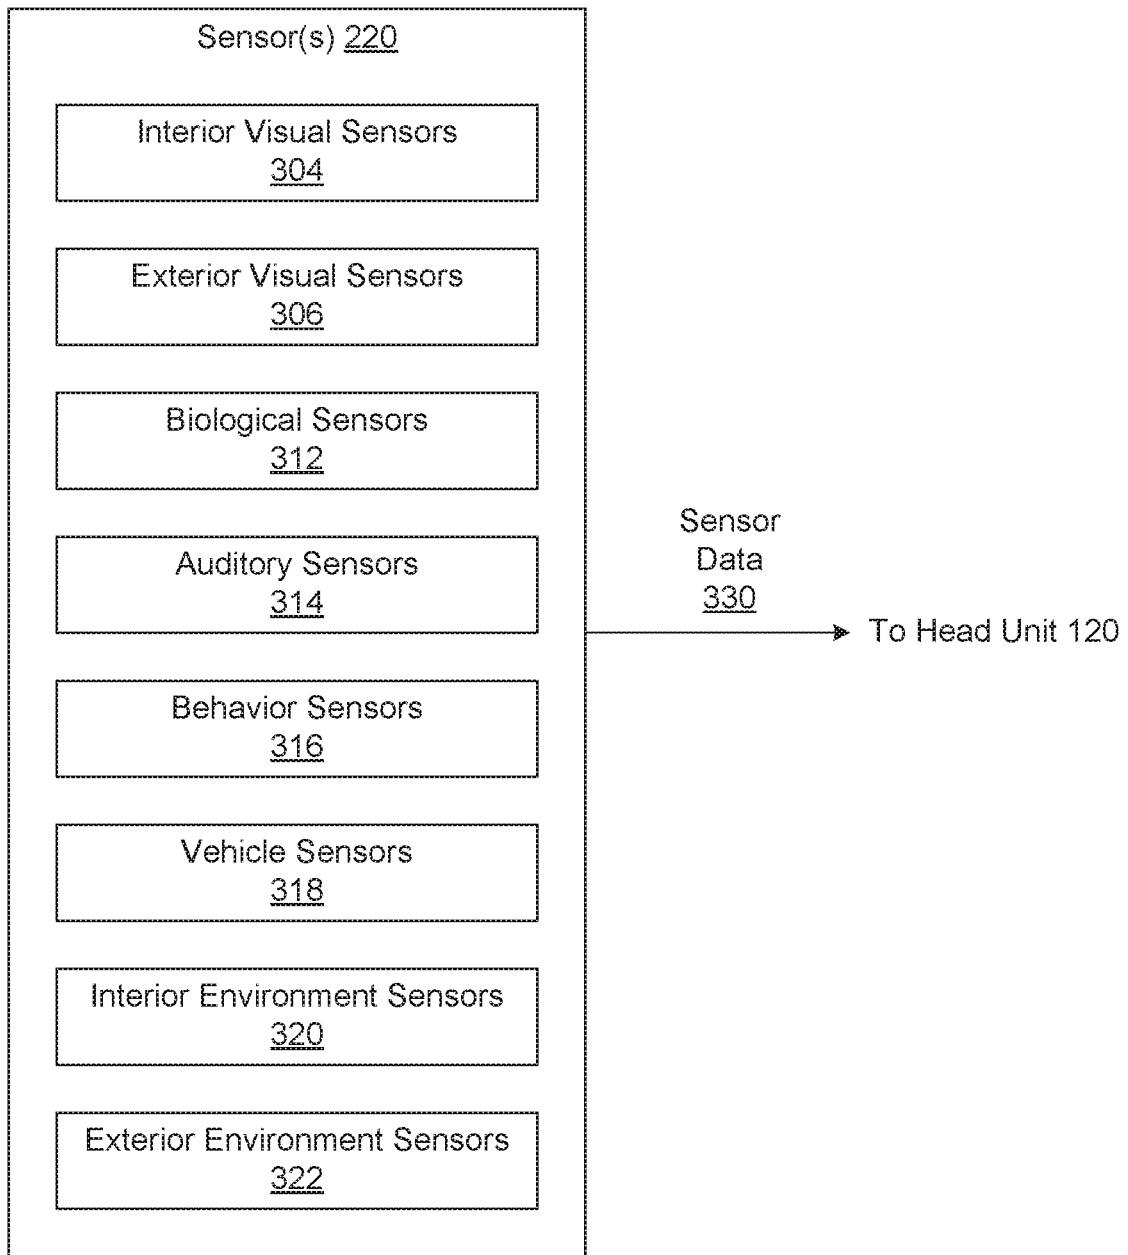 Sensor(s) 220
Interior Visual Sensors
304
Exterior Visual Sensors
306
Biological Sensors
312
Auditory Sensors
314
Behavior Sensors
316
Vehicle Sensors
318
Interior Environment Sensors
320
Exterior Environment Sensors
322
Sensor
Data
330
To Head Unit 120